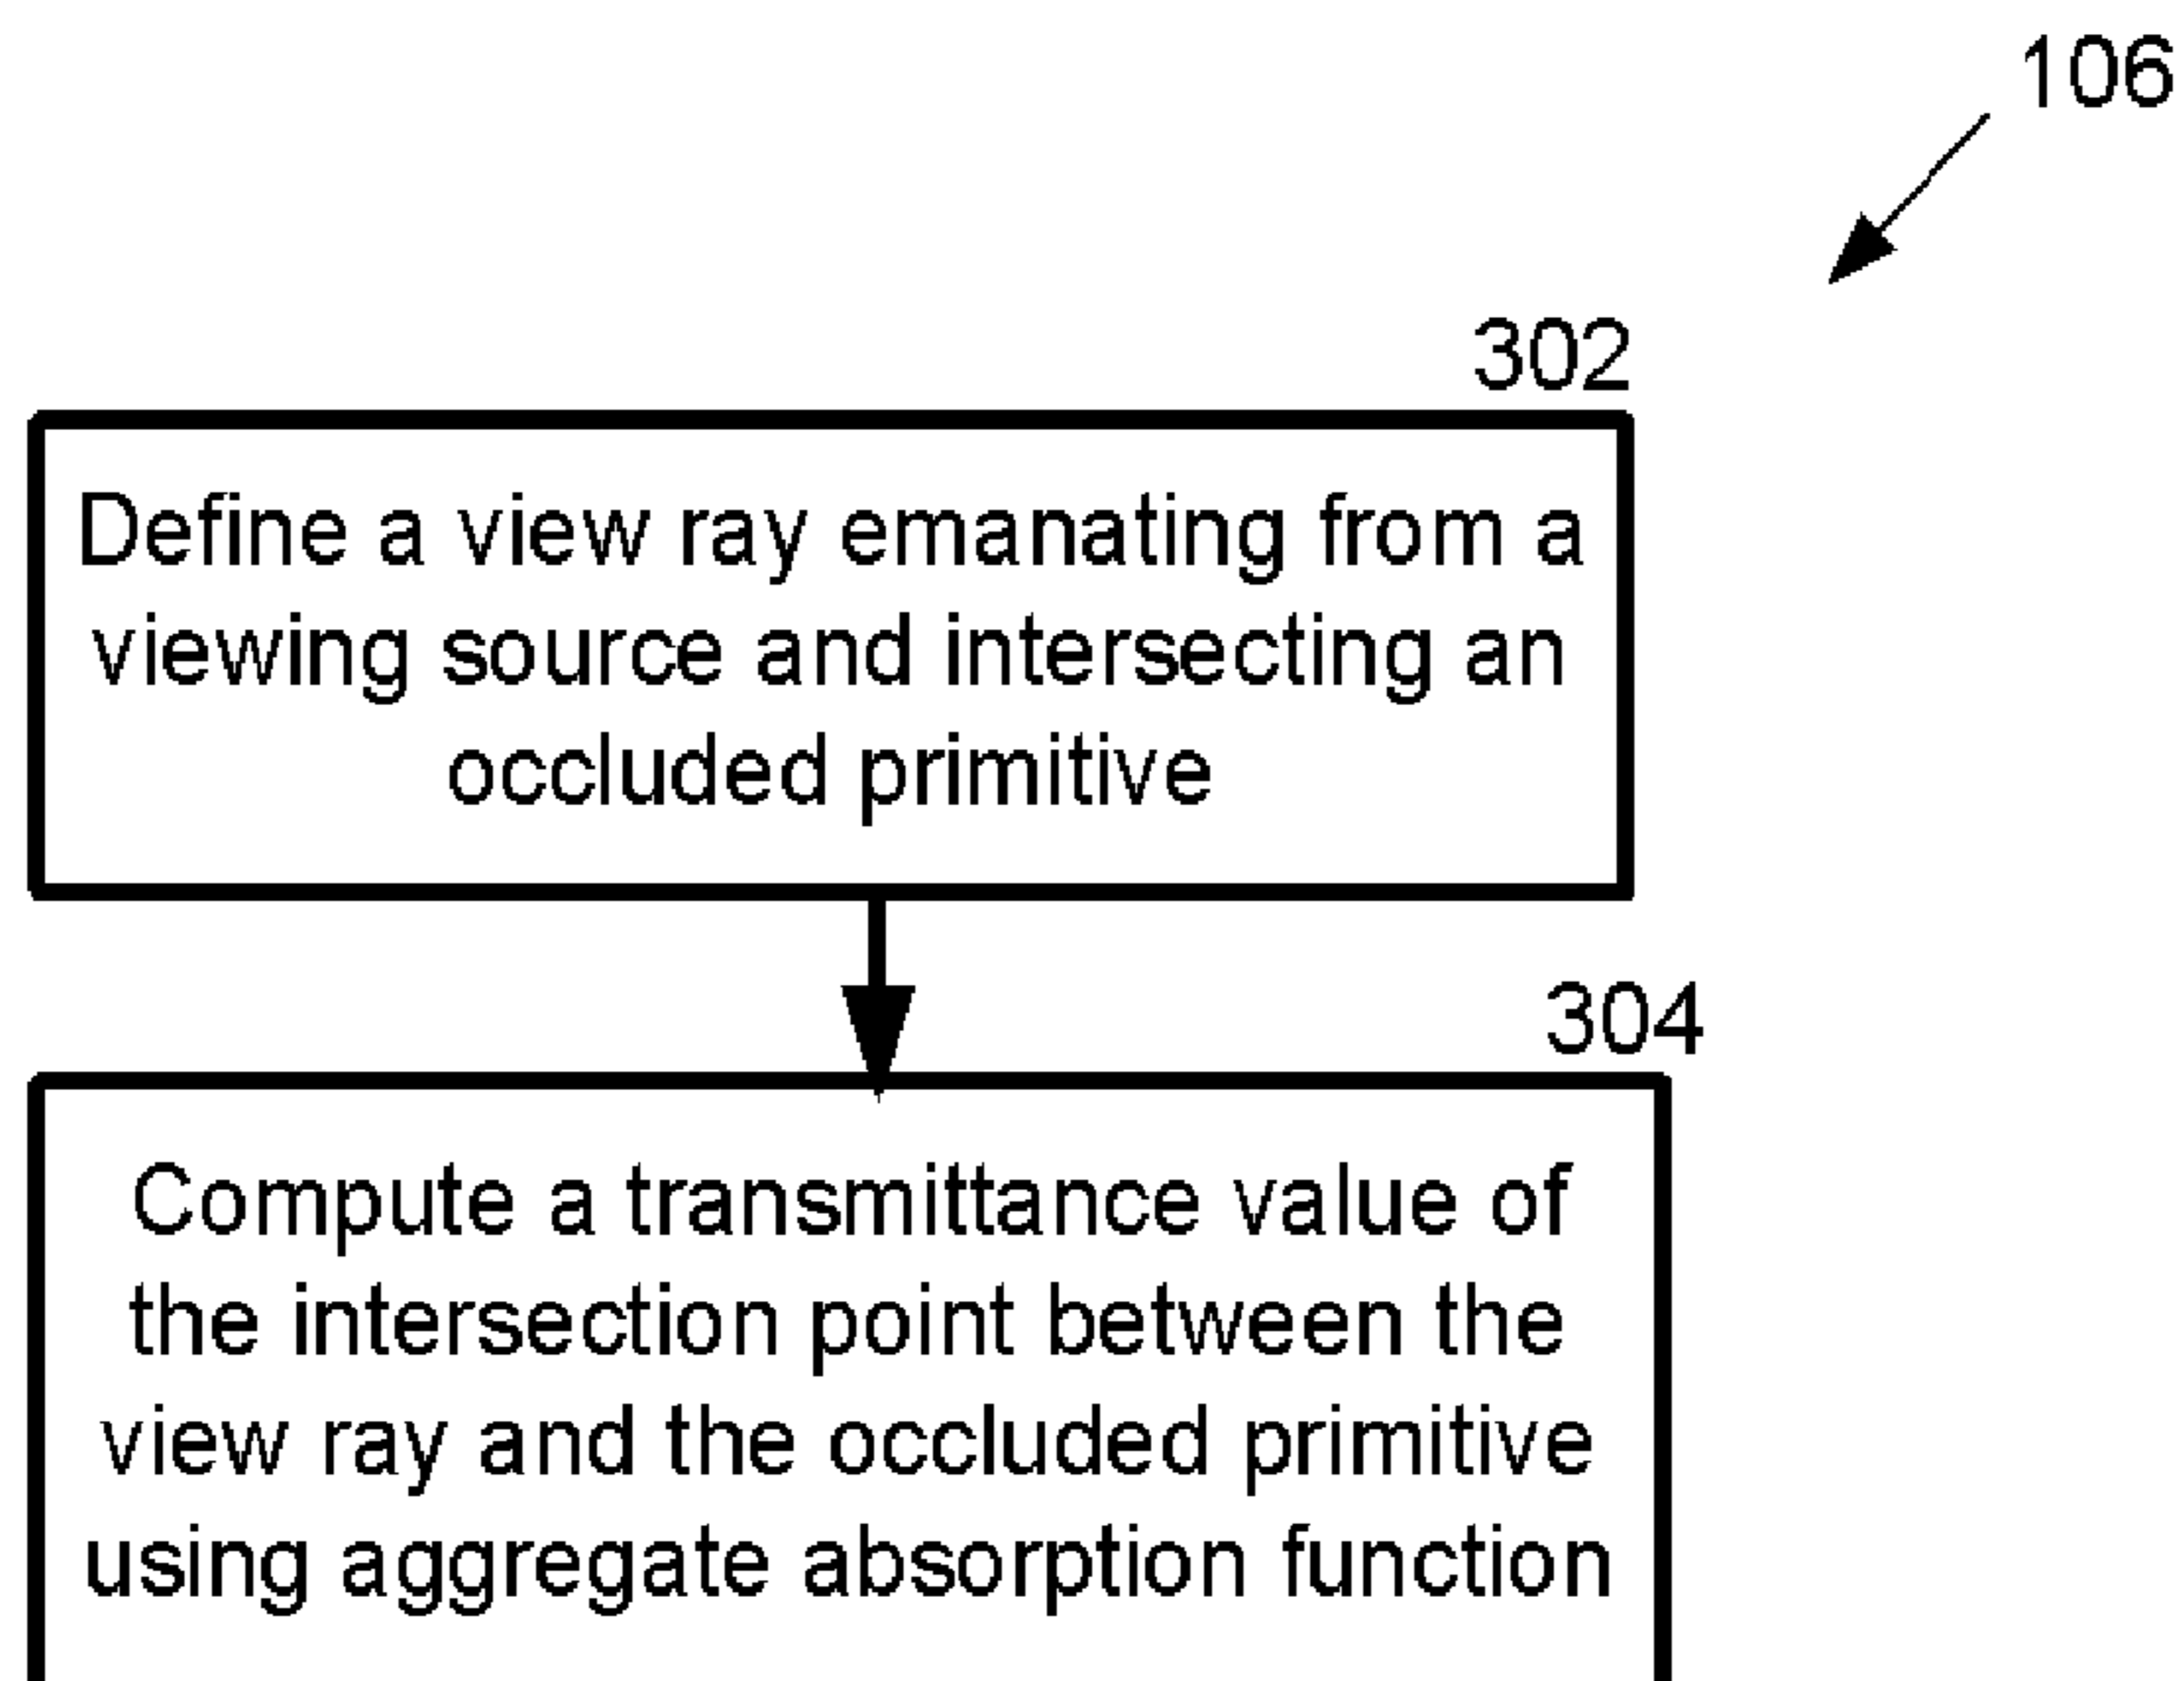 106
302
Define a view ray emanating from a
viewing source and intersecting an
occluded primitive
304
Compute a transmittance value of
the intersection point between the
view ray and the occluded primitive
using aggregate absorption function